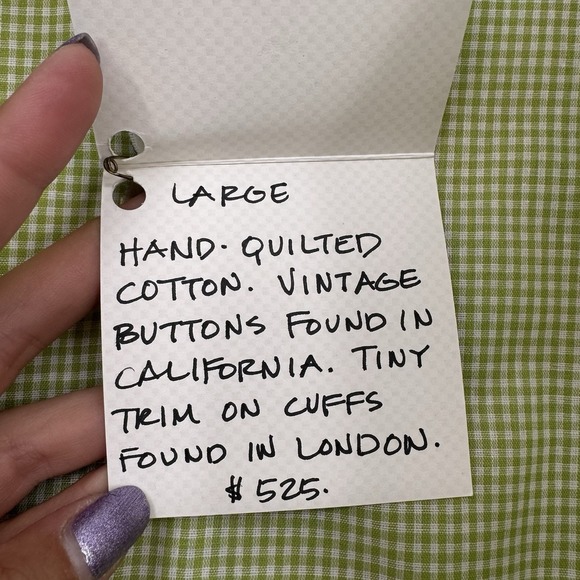 LARGE
HAND-QUILTED
COTTON. VINTAGE
BUTTONS FOUND IN
CALIFORNIA. TINY
TRIM ON CUFFS
FOUND IN LONDON.
$525.